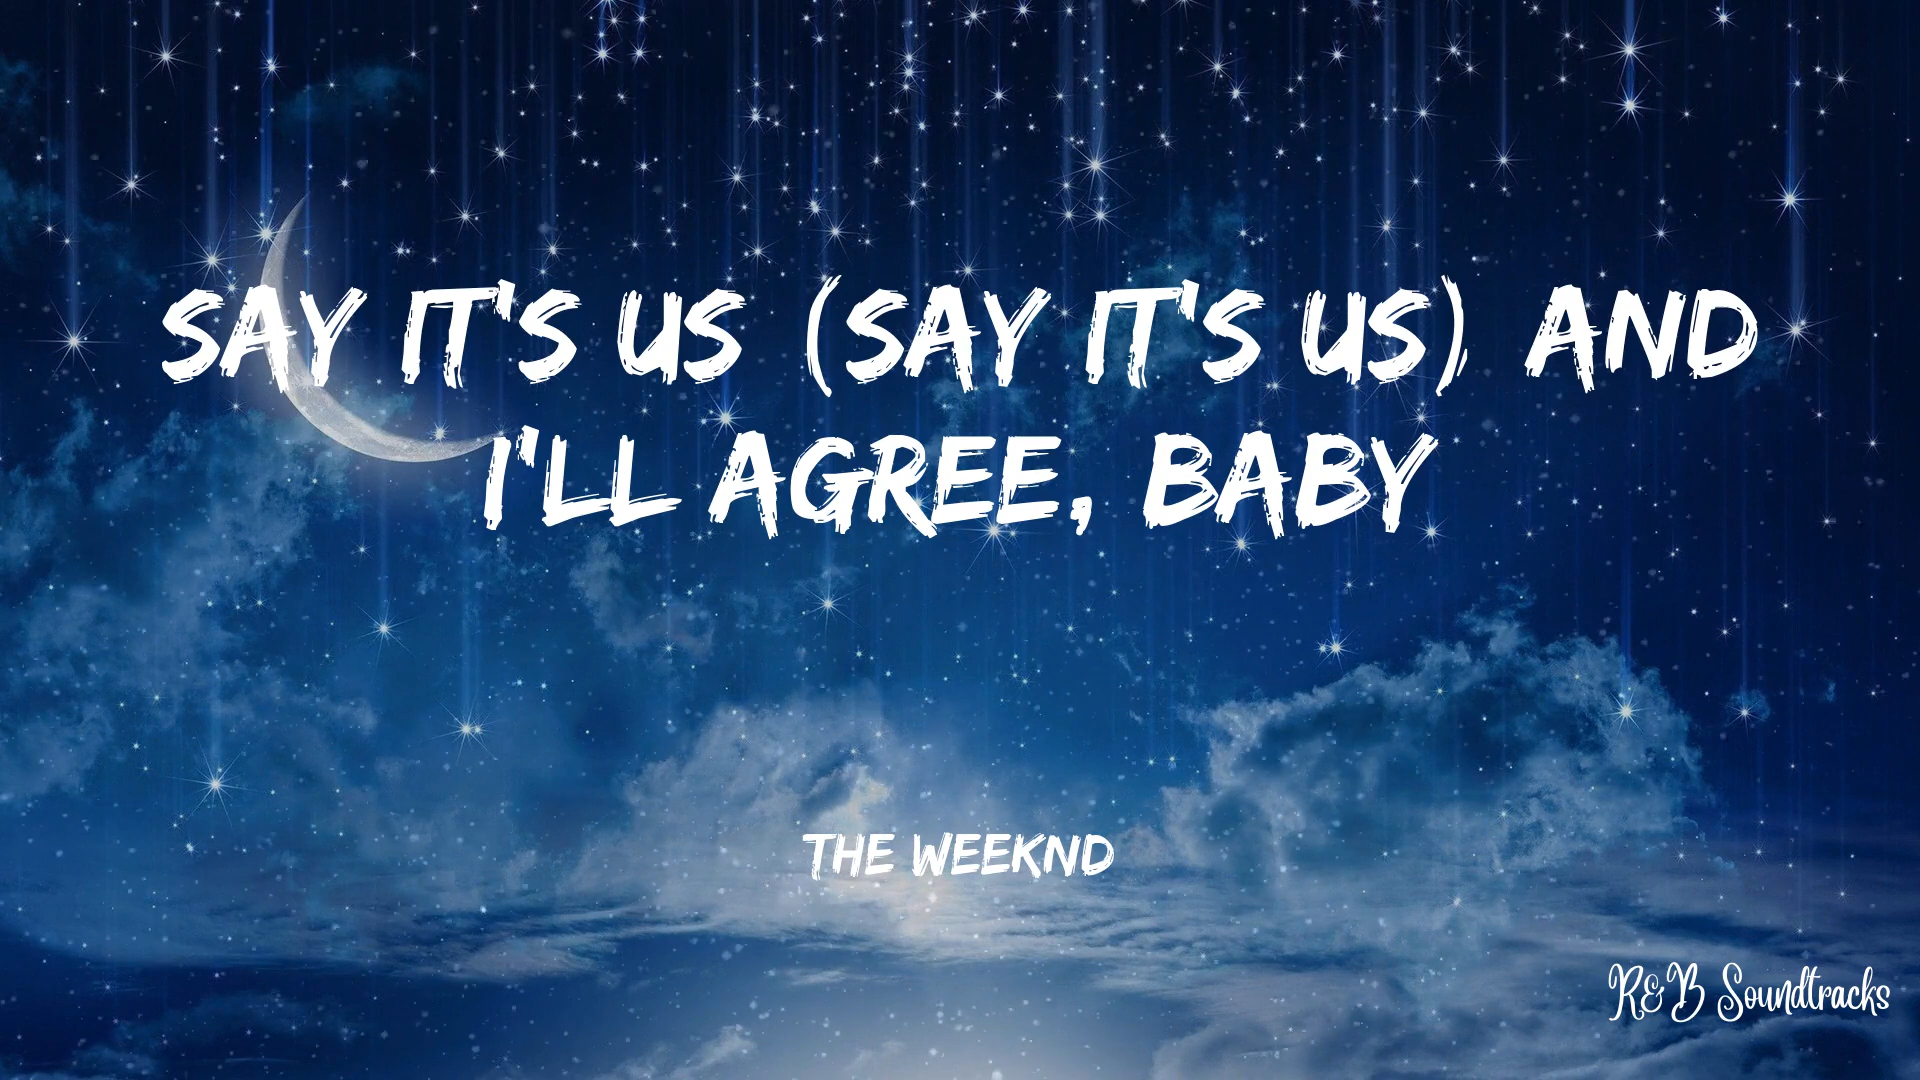 SAY IT'S US (SAY IT'S US) AND
I'LL AGREE, BABY
THE WEEKND
R&B Soundtracks